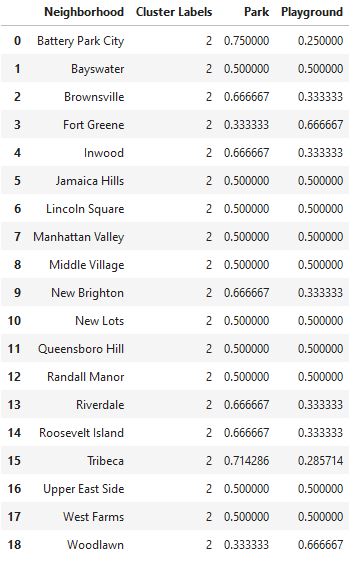 Neighborhood Cluster Labels Park Playground
0 Battery Park City 2 0.750000 0.250000
1 Bayswater 2 0.500000 0.500000
2 Brownsville 2 0.666667 0.333333
3 Fort Greene 2 0.333333 0.666667
4 Inwood 2 0.666667 0.333333
5 Jamaica Hills 2 0.500000 0.500000
6 Lincoln Square 2 0.500000 0.500000
7 Manhattan Valley 2 0.500000 0.500000
8 Middle Village 2 0.500000 0.500000
9 New Brighton 2 0.666667 0.333333
10 New Lots 2 0.500000 0.500000
11 Queensboro Hill 2 0.500000 0.500000
12 Randall Manor 2 0.500000 0.500000
13 Riverdale 2 0.666667 0.333333
14 Roosevelt Island 2 0.666667 0.333333
15 Tribeca 2 0.714286 0.285714
16 Upper East Side 2 0.500000 0.500000
17 West Farms 2 0.500000 0.500000
18 Woodlawn 2 0.333333 0.666667